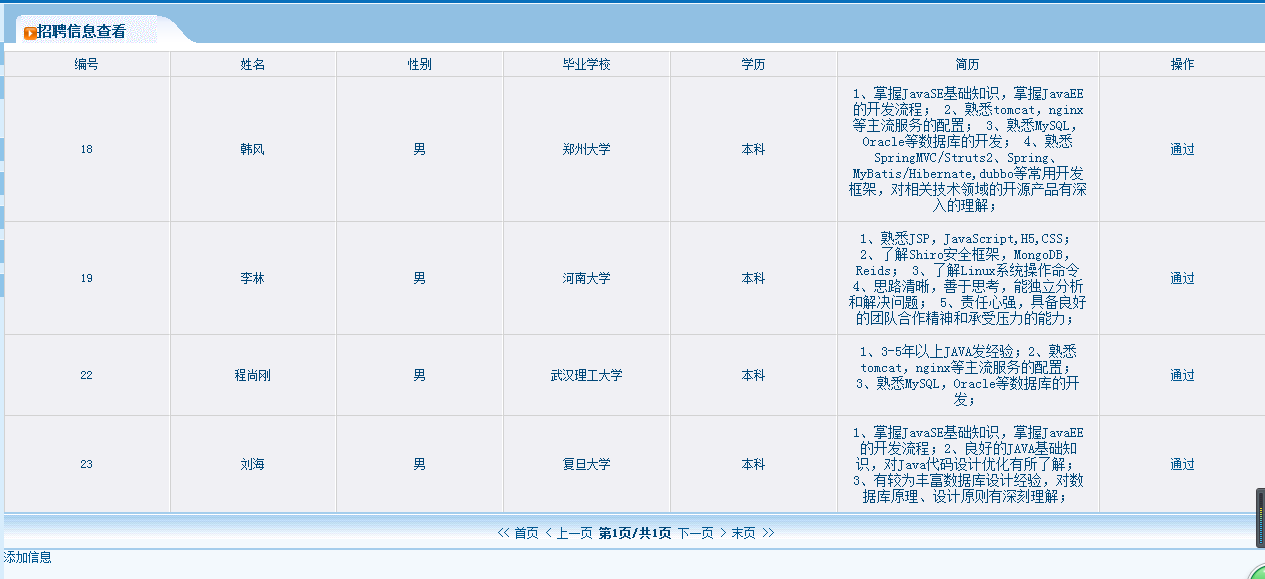 招聘信息查看
编号 姓名 性别 毕业学校 学历 简历 操作
18 韩风 男 郑州大学 本科 通过
1、掌握JavaSE基础知识，掌握JavaEE
的开发流程； 2、熟悉tomcat，nginx
等主流服务的配置； 3、熟悉MySQL，
Oracle等数据库的开发； 4、熟悉
SpringMVC/Struts2、Spring、
MyBatis/Hibernate,dubbo等常用开发
框架，对相关技术领域的开源产品有深
入的理解；
19 李林 男 河南大学 本科 通过
1、熟悉JSP，JavaScript,H5,CSS；
2、了解Shiro安全框架，MongoDB，
Reids； 3、了解Linux系统操作命令
4、思路清晰，善于思考，能独立分析
和解决问题； 5、责任心强，具备良好
的团队合作精神和承受压力的能力；
22 程尚刚 男 武汉理工大学 本科 通过
1、3-5年以上JAVA发经验；2、熟悉
tomcat，nginx等主流服务的配置；
3、熟悉MySQL，Oracle等数据库的开
发；
23 刘海 男 复旦大学 本科 通过
1、掌握JavaSE基础知识，掌握JavaEE
的开发流程；2、良好的JAVA基础知
识，对Java代码设计优化有所了解；
3、有较为丰富数据库设计经验，对数
据库原理、设计原则有深刻理解；
<< 首页 < 上一页 第1页/共1页 下一页 > 末页 >>
添加信息